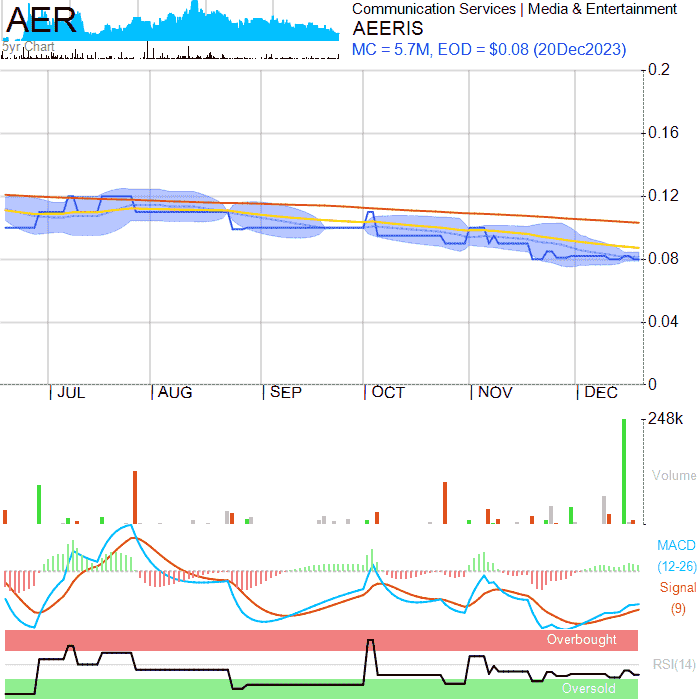 AER
5yr Chart
Communication Services | Media & Entertainment
AEERIS
MC = 5.7M, EOD = $0.08 (20Dec2023)
0.2
0.16
0.12
0.08
0.04
0
JUL AUG SEP OCT NOV DEC
248k
Volume
MACD
(12-26)
Signal
(9)
Overbought
RSI(14)
Oversold